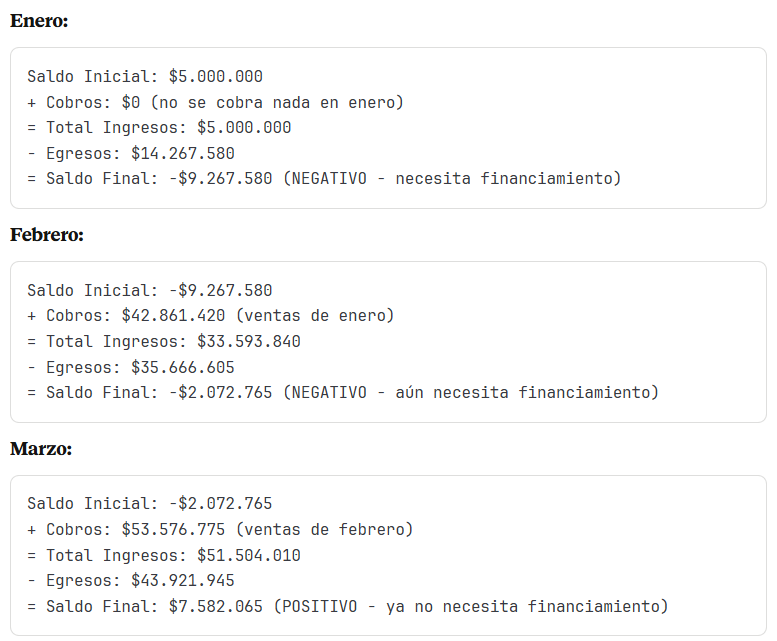 Enero:
Saldo Inicial: $5.000.000
+ Cobros: $0 (no se cobra nada en enero)
= Total Ingresos: $5.000.000
- Egresos: $14.267.580
= Saldo Final: -$9.267.580 (NEGATIVO - necesita financiamiento)
Febrero:
Saldo Inicial: -$9.267.580
+ Cobros: $42.861.420 (ventas de enero)
= Total Ingresos: $33.593.840
- Egresos: $35.666.605
= Saldo Final: -$2.072.765 (NEGATIVO - aún necesita financiamiento)
Marzo:
Saldo Inicial: -$2.072.765
+ Cobros: $53.576.775 (ventas de febrero)
= Total Ingresos: $51.504.010
- Egresos: $43.921.945
= Saldo Final: $7.582.065 (POSITIVO - ya no necesita financiamiento)